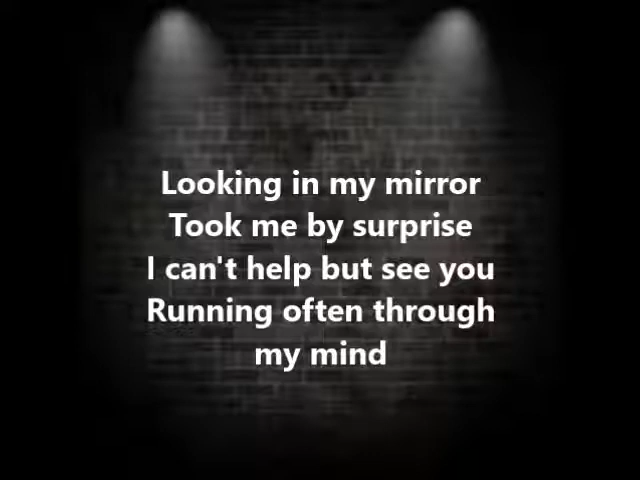 Looking in my mirror
Took me by surprise
I can't help but see you
Running often through
my mind